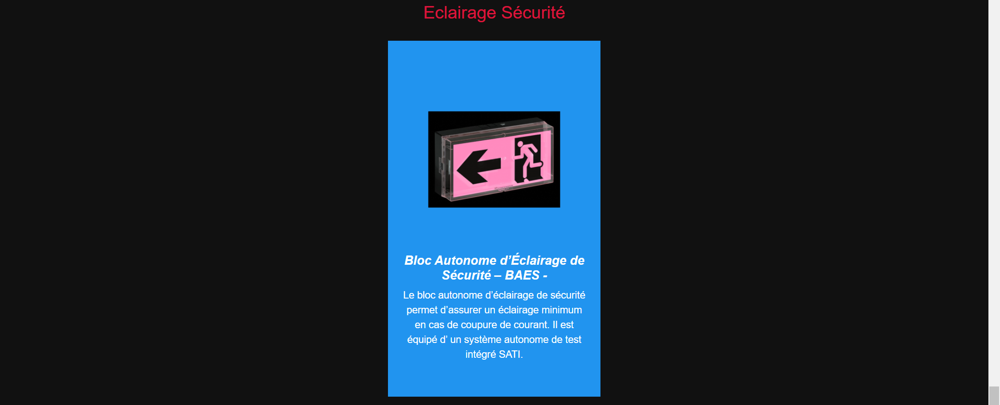 Eclairage Sécurité
Bloc Autonome d’Éclairage de
Sécurité – BAES -
Le bloc autonome d’éclairage de sécurité
permet d’assurer un éclairage minimum
en cas de coupure de courant. Il est
équipé d’ un système autonome de test
intégré SATI.